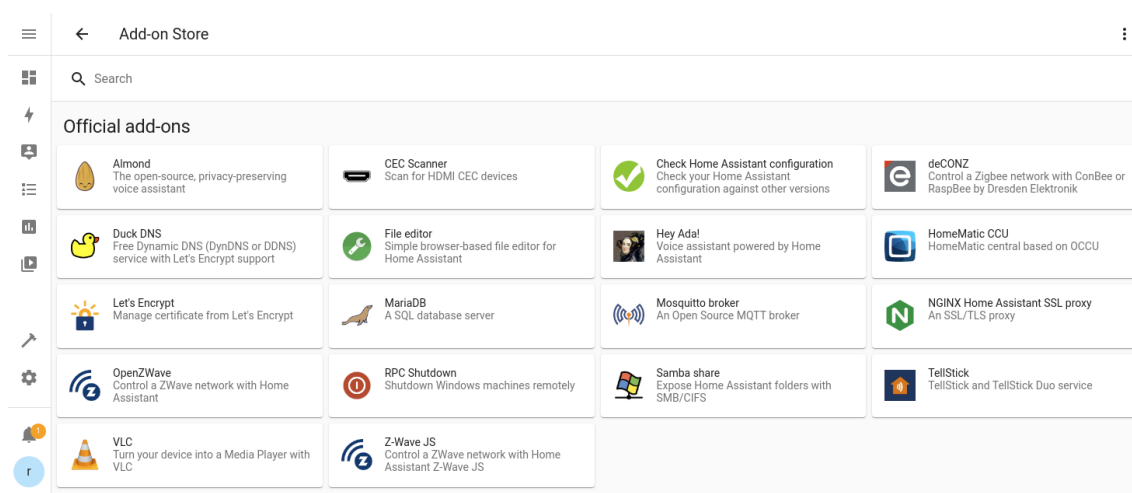 Add-on Store
Search
Official add-ons
Almond
The open-source, privacy-preserving
voice assistant
CEC Scanner
Scan for HDMI CEC devices
Check Home Assistant configuration
Check your Home Assistant
configuration against other versions
deCONZ
Control a Zigbee network with ConBee or
RaspBee by Dresden Elektronik
Duck DNS
Free Dynamic DNS (DynDNS or DDNS)
service with Let's Encrypt support
File editor
Simple browser-based file editor for
Home Assistant
Hey Ada!
Voice assistant powered by Home
Assistant
HomeMatic CCU
HomeMatic central based on OCCU
Let's Encrypt
Manage certificate from Let's Encrypt
MariaDB
A SQL database server
Mosquitto broker
An Open Source MQTT broker
N
NGINX Home Assistant SSL proxy
An SSL/TLS proxy
Z
OpenZWave
Control a ZWave network with Home
Assistant
RPC Shutdown
Shutdown Windows machines remotely
Samba share
Expose Home Assistant folders with
SMB/CIFS
TellStick
TellStick and TellStick Duo service
1
r
VLC
Turn your device into a Media Player with
VLC
Z
Z-Wave JS
Control a ZWave network with Home
Assistant Z-Wave JS